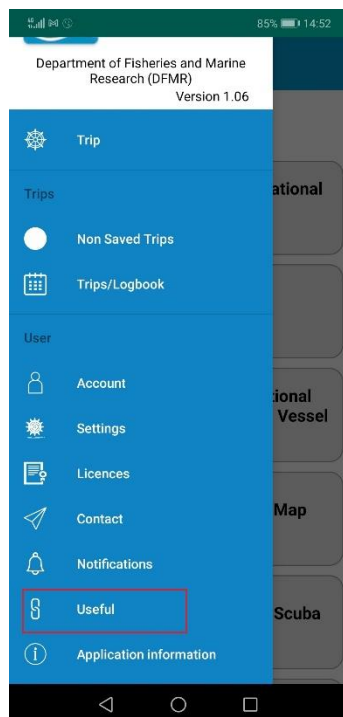 85% 14:52
Department of Fisheries and Marine
Research (DFMR)
Version 1.06
Trip
Trips
ational
Non Saved Trips
Trips/Logbook
User
Account
ional
Vessel
Settings
Licences
Contact
Map
Notifications
Useful
Scuba
Application information